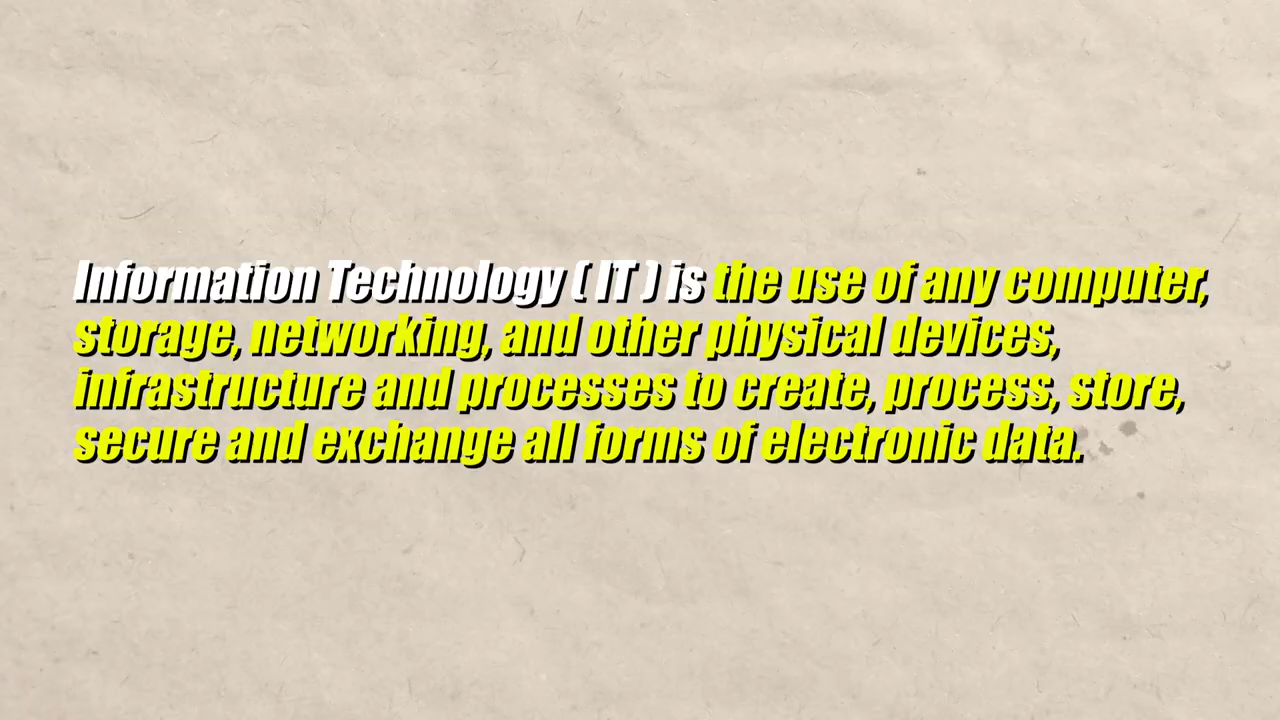 Information Technology ( IT ) is the use of any computer,
storage, networking, and other physical devices,
infrastructure and processes to create, process, store,
secure and exchange all forms of electronic data.